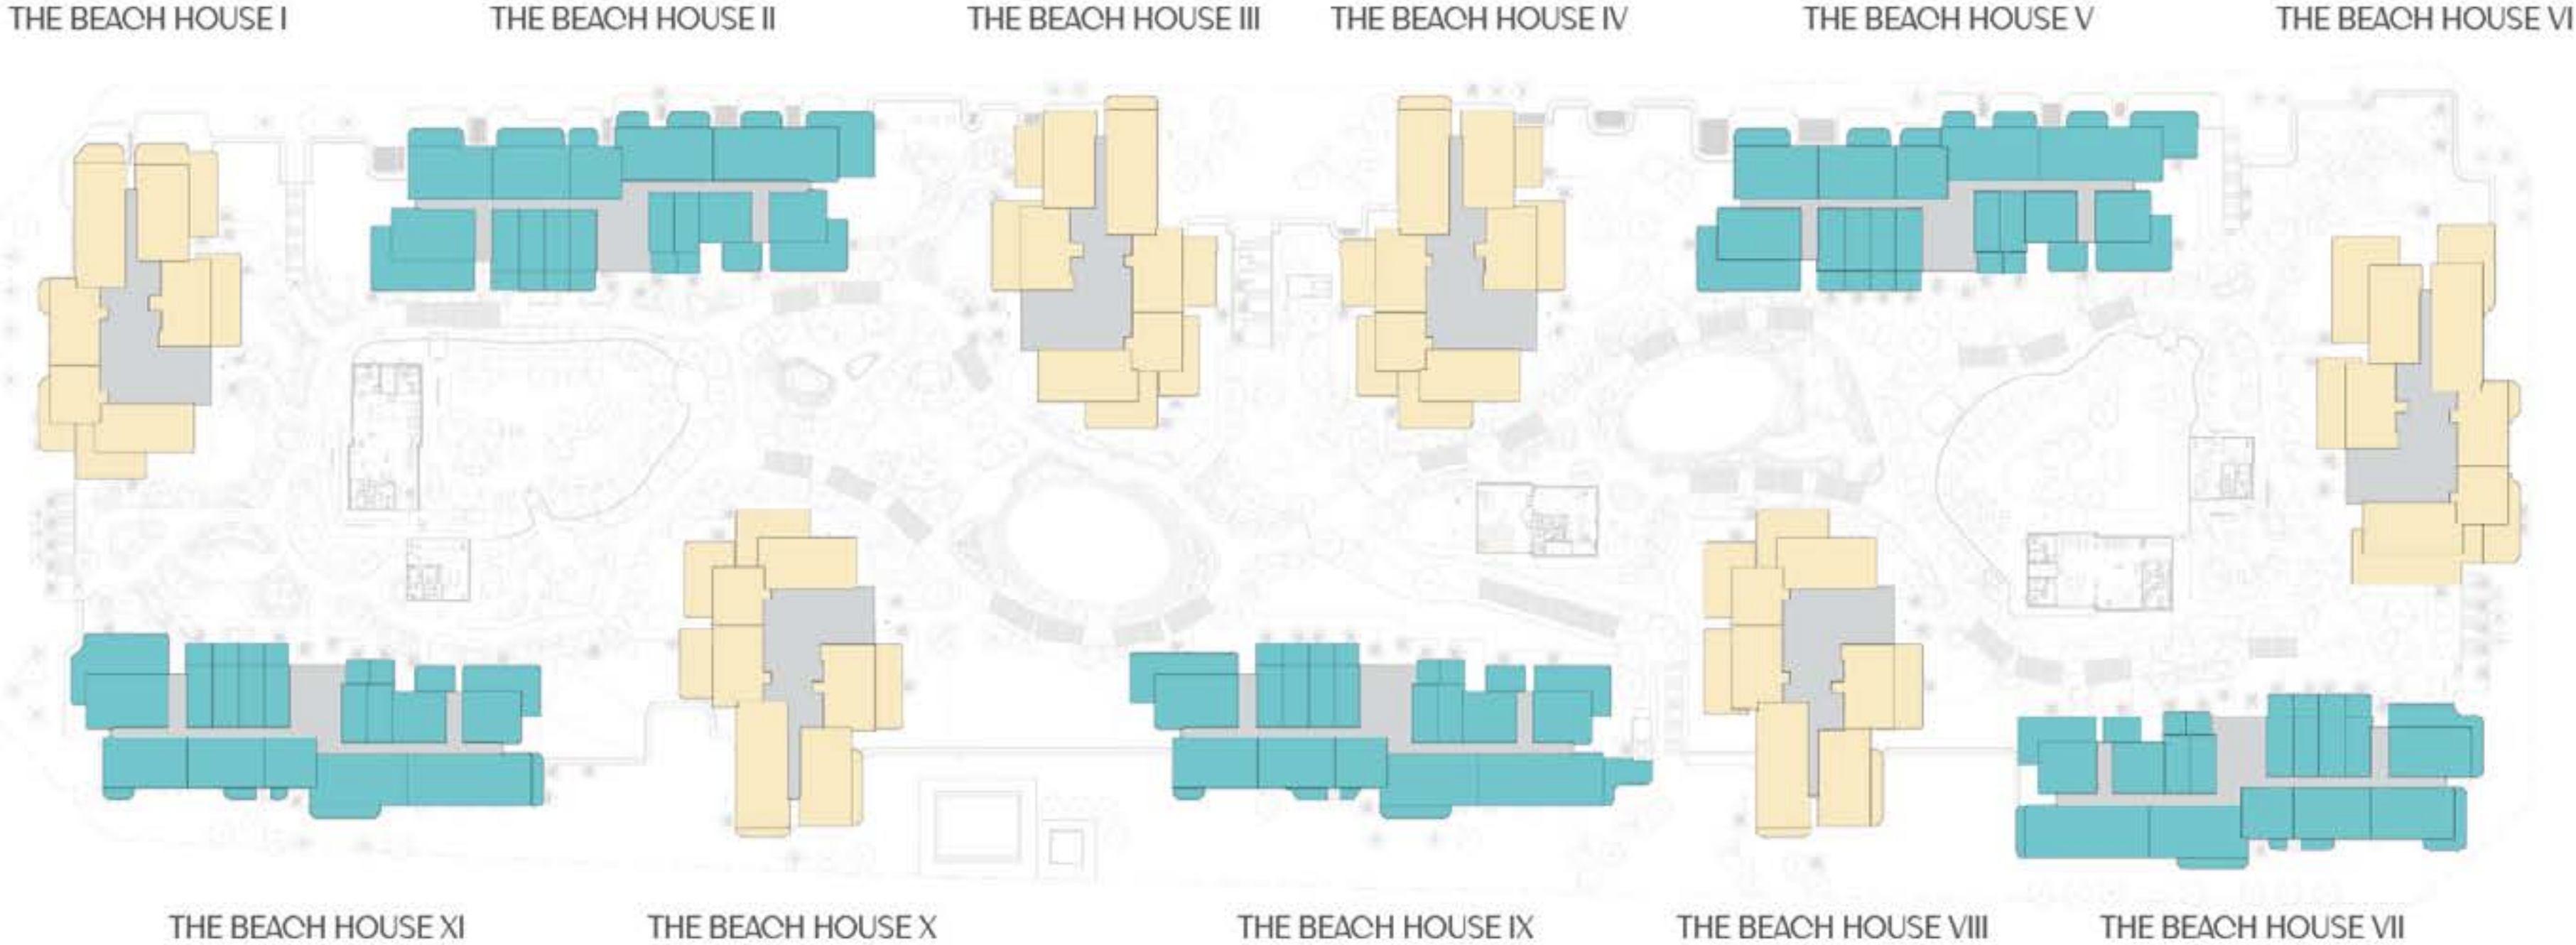 THE BEACH HOUSE I
THE BEACH HOUSE II
THE BEACH HOUSE III
THE BEACH HOUSE IV
THE BEACH HOUSE V
THE BEACH HOUSE VI
THE BEACH HOUSE XI
THE BEACH HOUSE X
THE BEACH HOUSE IX
THE BEACH HOUSE VIII
THE BEACH HOUSE VII